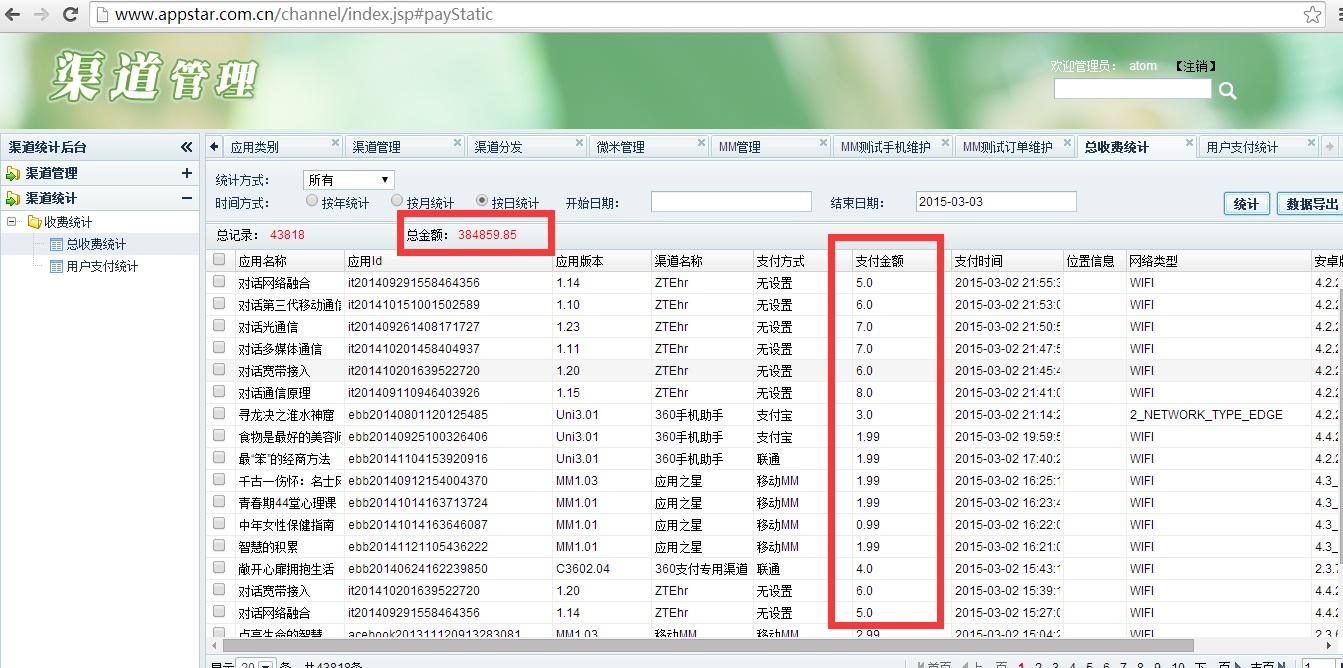 www.appstar.com.cn/channel/index.jsp#payStatic
渠道管理
欢迎管理员： atom 【注销】
渠道统计后台 «
应用类别 渠道管理 渠道分发 微米管理 MM管理 MM测试手机维护 MM测试订单维护 总收费统计 用户支付统计
渠道管理
渠道统计
收费统计
总收费统计
用户支付统计
统计方式： 所有
时间方式： 按年统计 按月统计 按日统计 开始日期： 结束日期： 2015-03-03 统计 数据导出
总记录： 43818 总金额： 384859.85
应用名称 应用Id 应用版本 渠道名称 支付方式 支付金额 支付时间 位置信息 网络类型
对话网络融合 it201409291558464356 1.14 ZTEhr 无设置 5.0 2015-03-02 21:55:3 WIFI 4.2.2
对话第三代移动通信 it201410151001502589 1.10 ZTEhr 无设置 6.0 2015-03-02 21:53:0 WIFI 4.2.2
对话光通信 it201409261408171727 1.23 ZTEhr 无设置 7.0 2015-03-02 21:50:5 WIFI 4.2.2
对话多媒体通信 it201410201458404937 1.11 ZTEhr 无设置 7.0 2015-03-02 21:47:5 WIFI 4.2.2
对话宽带接入 it201410201639522720 1.20 ZTEhr 无设置 6.0 2015-03-02 21:45:4 WIFI 4.2.2
对话通信原理 it201409110946403926 1.15 ZTEhr 无设置 8.0 2015-03-02 21:41:0 WIFI 4.2.2
寻龙决之淮水神窟 ebb20140801120125485 Uni3.01 360手机助手 支付宝 3.0 2015-03-02 21:14:2 2_NETWORK_TYPE_EDGE 4.2.2
食物是最好的美容师 ebb20140925100326406 Uni3.01 360手机助手 支付宝 1.99 2015-03-02 19:59:5 WIFI 4.4.2
最“笨”的经商方法 ebb20141104153920916 Uni3.01 360手机助手 联通 1.99 2015-03-02 17:40:2 WIFI 4.2.2
千古一伤怀：名士风 ebb20140912154004370 MM1.03 应用之星 移动MM 1.99 2015-03-02 16:25:1 WIFI 4.3_
青春期44堂心理课 ebb20141014163713724 MM1.01 应用之星 移动MM 1.99 2015-03-02 16:23:4 WIFI 4.3_
中年女性保健指南 ebb20141014163646087 MM1.01 应用之星 移动MM 0.99 2015-03-02 16:22:0 WIFI 4.3_
智慧的积累 ebb20141121105436222 MM1.01 应用之星 移动MM 1.99 2015-03-02 16:21:0 WIFI 4.3_
敞开心扉拥抱生活 ebb20140624162239850 C3602.04 360支付专用渠道 联通 4.0 2015-03-02 15:43:1 WIFI 2.3.7
对话宽带接入 it201410201639522720 1.20 ZTEhr 无设置 6.0 2015-03-02 15:39:1 WIFI 4.4.2
对话网络融合 it201409291558464356 1.14 ZTEhr 无设置 5.0 2015-03-02 15:27:0 WIFI 4.4.2
点亮生命的智慧 acebook201311120913283081 MM1.03 移动MM 移动MM 2.99 2015-03-02 15:04:2 WIFI
显示 20 条 共43818条 首页 上一页 1 2 3 4 5 6 7 8 9 10 下一页 末页 1